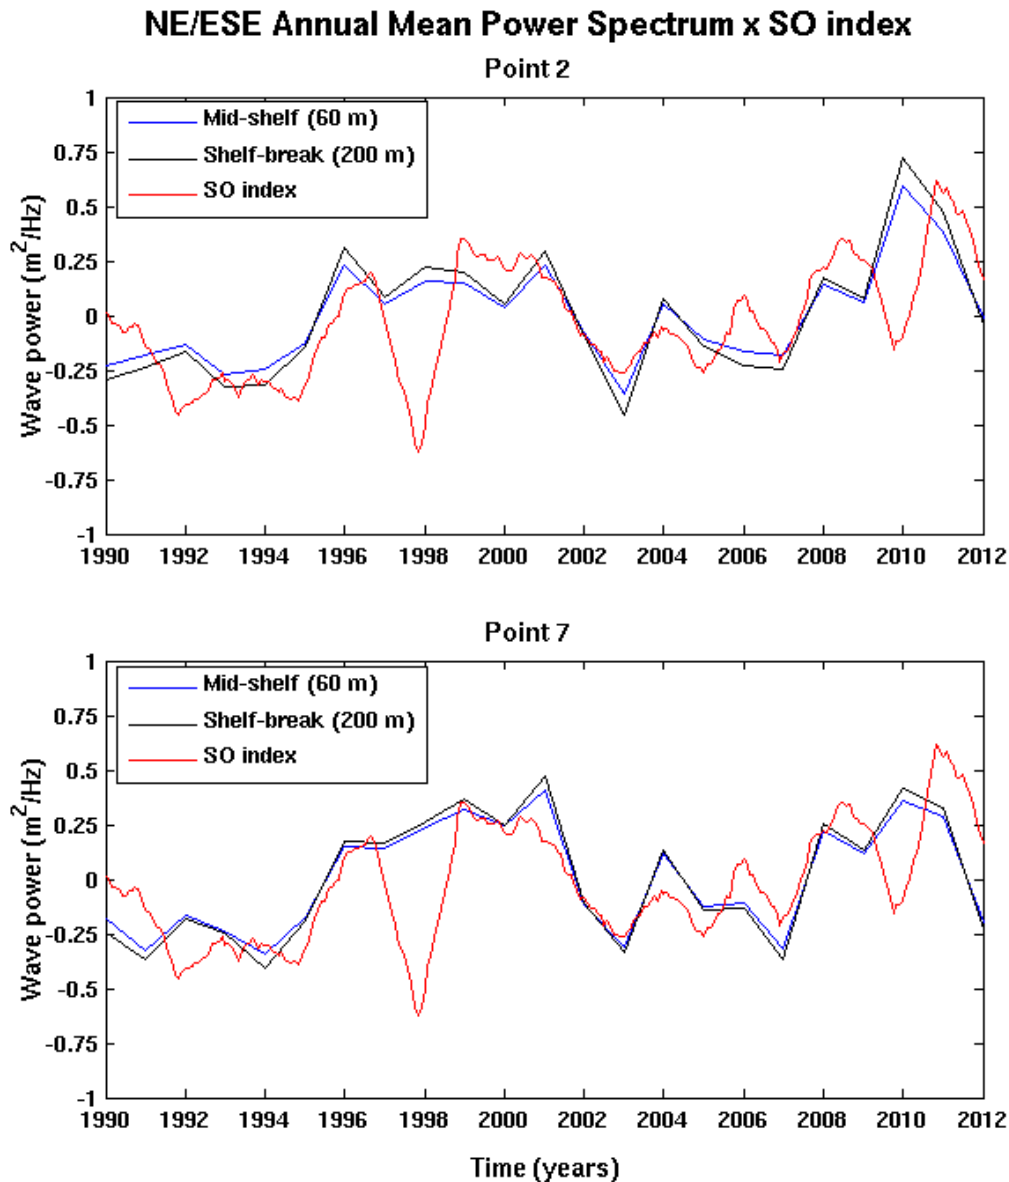 NE/ESE Annual Mean Power Spectrum x SO index
Point 2
Mid-shelf (60 m)
Shelf-break (200 m)
SO index
Wave power (m²/Hz)
1
0.75
0.5
0.25
0
-0.25
-0.5
-0.75
-1
1990 1992 1994 1996 1998 2000 2002 2004 2006 2008 2010 2012
Point 7
Mid-shelf (60 m)
Shelf-break (200 m)
SO index
Wave power (m²/Hz)
1
0.75
0.5
0.25
0
-0.25
-0.5
-0.75
-1
1990 1992 1994 1996 1998 2000 2002 2004 2006 2008 2010 2012
Time (years)